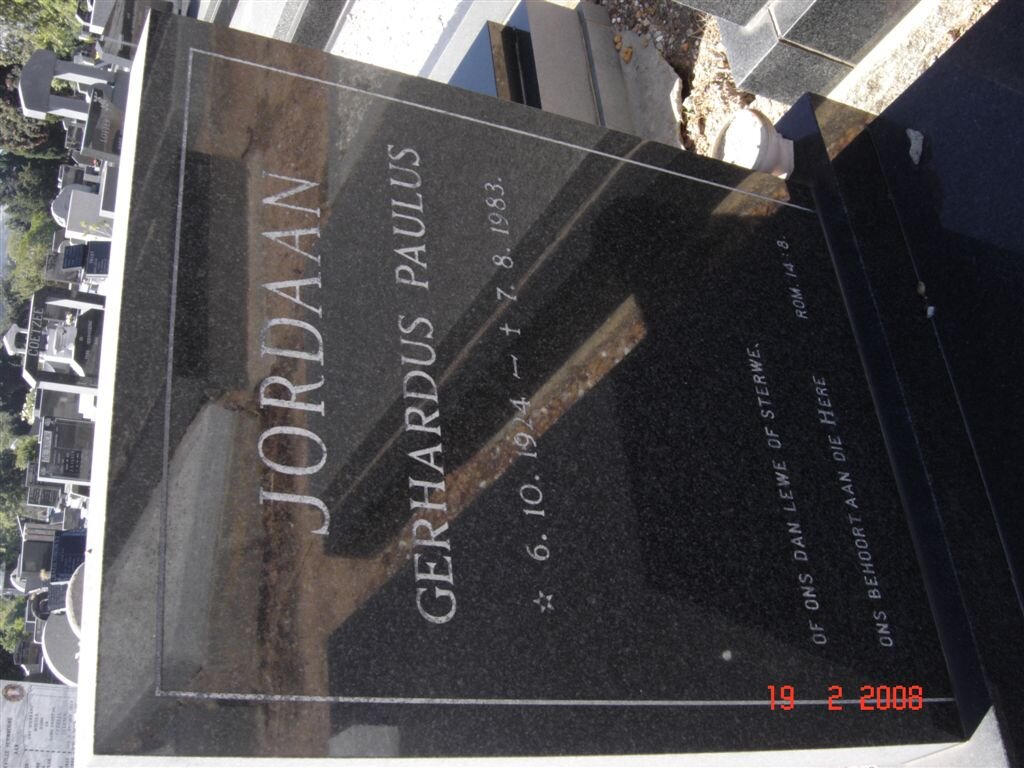 JORDAAN
GERHARDUS PAULUS
☆ 6. 10. 1924 – † 7. 8. 1983.
OF ONS DAN LEWE OF STERWE,
ONS BEHOORT AAN DIE HERE ROM. 14:8.
COETZEE
19 2 2008